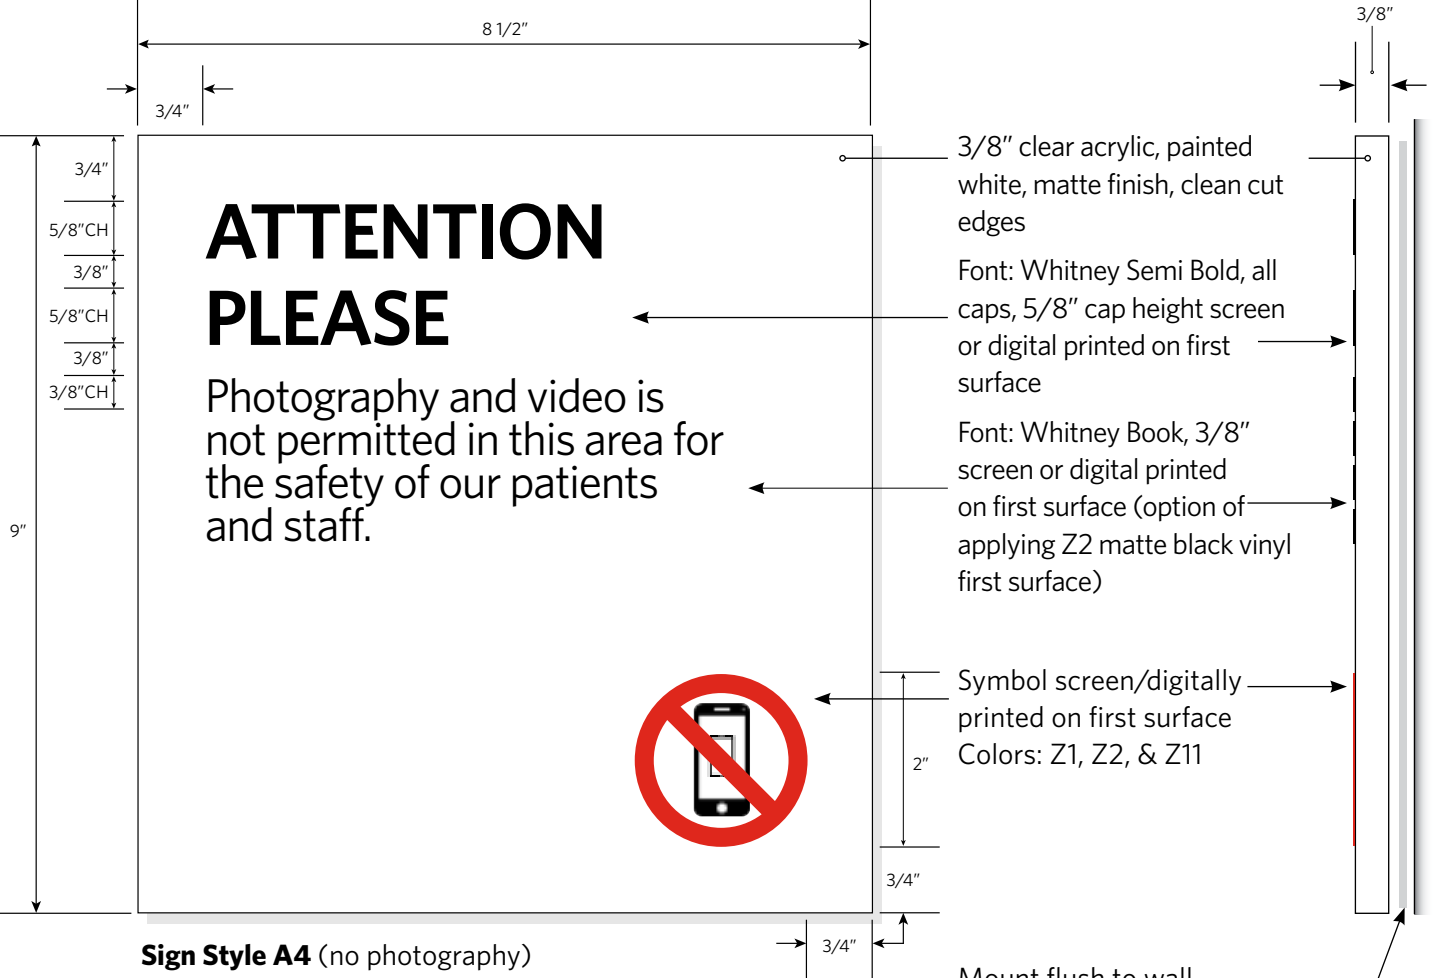 8 1/2"
3/8"
3/4"
3/4"
5/8"CH
3/8"
5/8"CH
3/8"
3/8"CH
9"
ATTENTION
PLEASE
Photography and video is
not permitted in this area for
the safety of our patients
and staff.
3/8" clear acrylic, painted
white, matte finish, clean cut
edges
Font: Whitney Semi Bold, all
caps, 5/8" cap height screen
or digital printed on first
surface
Font: Whitney Book, 3/8"
screen or digital printed
on first surface (option of
applying Z2 matte black vinyl
first surface)
Symbol screen/digitally
printed on first surface
Colors: Z1, Z2, & Z11
2"
3/4"
3/4"
Sign Style A4 (no photography)
Mount flush to wall